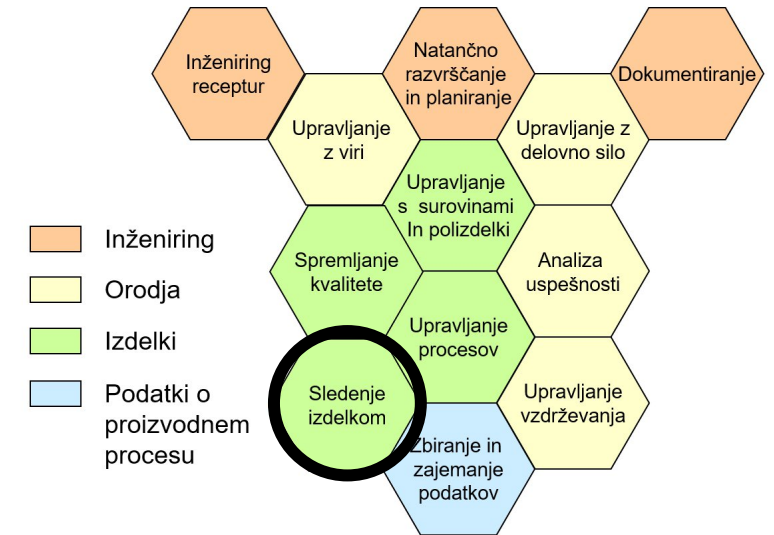 Inženiring
receptur
Natančno
razvrščanje
in planiranje
Dokumentiranje
Upravljanje
z viri
Upravljanje z
delovno silo
Upravljanje
s surovinami
In polizdelki
Spremljanje
kvalitete
Analiza
uspešnosti
Upravljanje
procesov
Sledenje
izdelkom
Upravljanje
vzdrževanja
Zbiranje in
zajemanje
podatkov
Inženiring
Orodja
Izdelki
Podatki o
proizvodnem
procesu